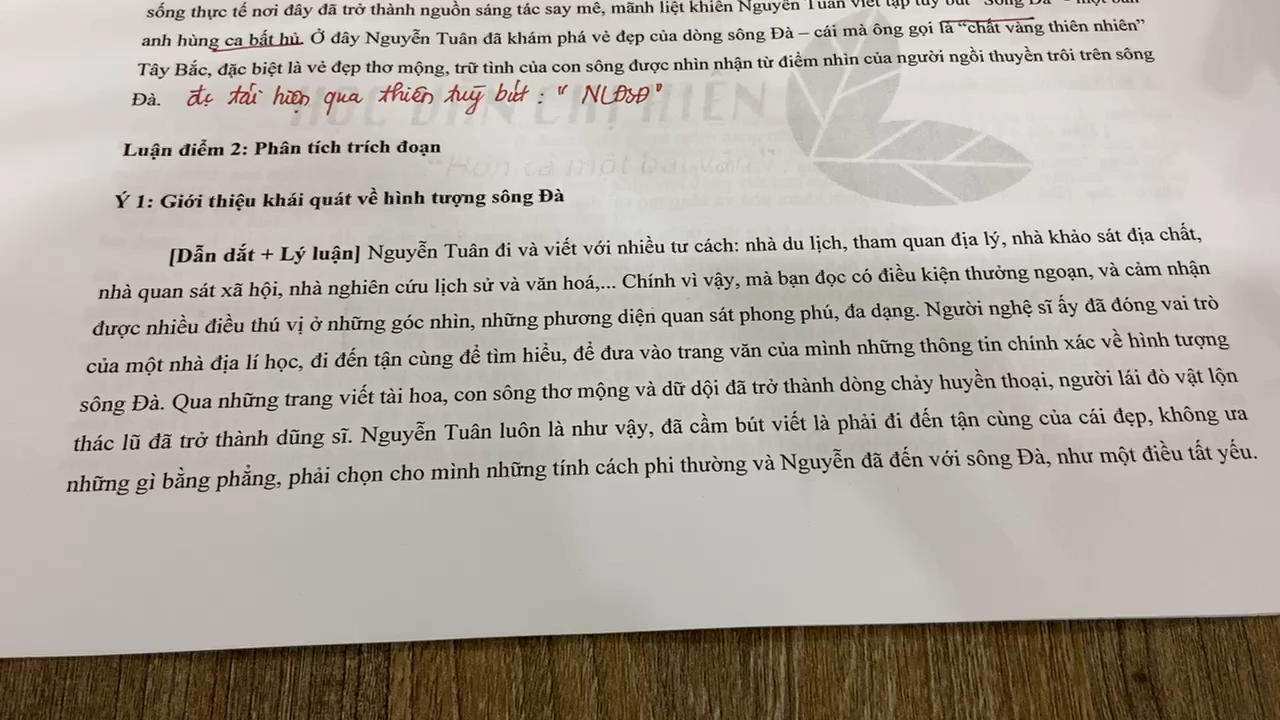 sống thực tế nơi đây đã trở thành nguồn sáng tác say mê, mãnh liệt khiến Nguyễn Tuân viết tập tuỳ bút "Sông Đà" – một bản
anh hùng ca bất hủ. Ở đây Nguyễn Tuân đã khám phá vẻ đẹp của dòng sông Đà – cái mà ông gọi là “chất vàng thiên nhiên”
Tây Bắc, đặc biệt là vẻ đẹp thơ mộng, trữ tình của con sông được nhìn nhận từ điểm nhìn của người ngồi thuyền trôi trên sông
Đà. đc tái hiện qua thiên tuỳ bút : " NLĐSĐ"
Luận điểm 2: Phân tích trích đoạn
Ý 1: Giới thiệu khái quát về hình tượng sông Đà
[Dẫn dắt + Lý luận] Nguyễn Tuân đi và viết với nhiều tư cách: nhà du lịch, tham quan địa lý, nhà khảo sát địa chất,
nhà quan sát xã hội, nhà nghiên cứu lịch sử và văn hoá,... Chính vì vậy, mà bạn đọc có điều kiện thưởng ngoạn, và cảm nhận
được nhiều điều thú vị ở những góc nhìn, những phương diện quan sát phong phú, đa dạng. Người nghệ sĩ ấy đã đóng vai trò
của một nhà địa lí học, đi đến tận cùng để tìm hiểu, để đưa vào trang văn của mình những thông tin chính xác về hình tượng
sông Đà. Qua những trang viết tài hoa, con sông thơ mộng và dữ dội đã trở thành dòng chảy huyền thoại, người lái đò vật lộn
thác lũ đã trở thành dũng sĩ. Nguyễn Tuân luôn là như vậy, đã cầm bút viết là phải đi đến tận cùng của cái đẹp, không ưa
những gì bằng phẳng, phải chọn cho mình những tính cách phi thường và Nguyễn đã đến với sông Đà, như một điều tất yếu.